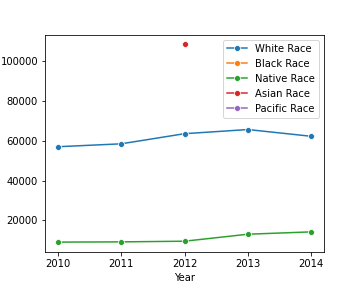 100000
80000
60000
40000
20000
2010 2011 2012 2013 2014
Year
White Race
Black Race
Native Race
Asian Race
Pacific Race